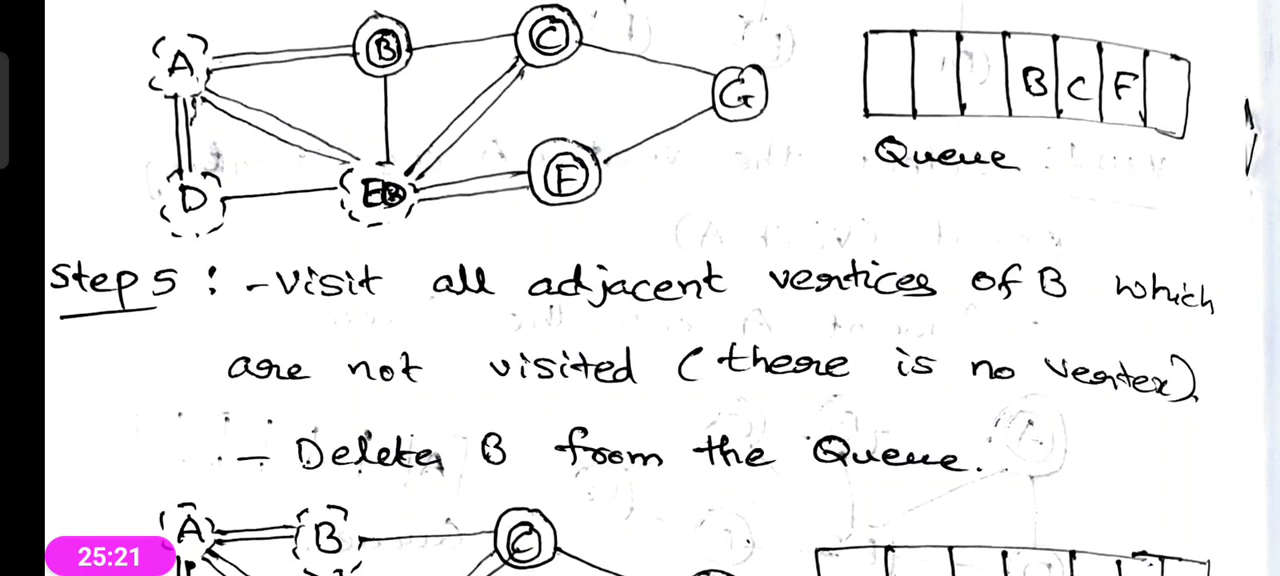 A B C G
B C F
Queue
D E F
Step 5 : - Visit all adjacent vertices of B which
are not visited (there is no vertex).
- Delete B from the Queue.
A B C
25:21